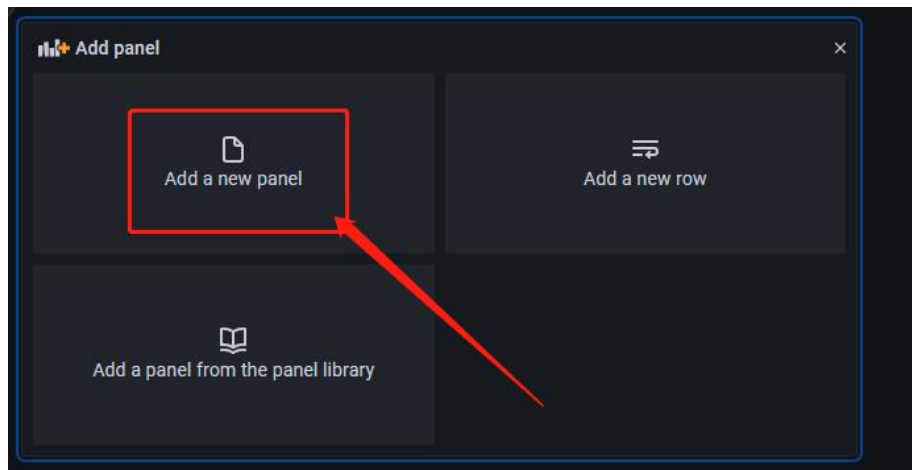 Add panel
Add a new panel
Add a new row
Add a panel from the panel library